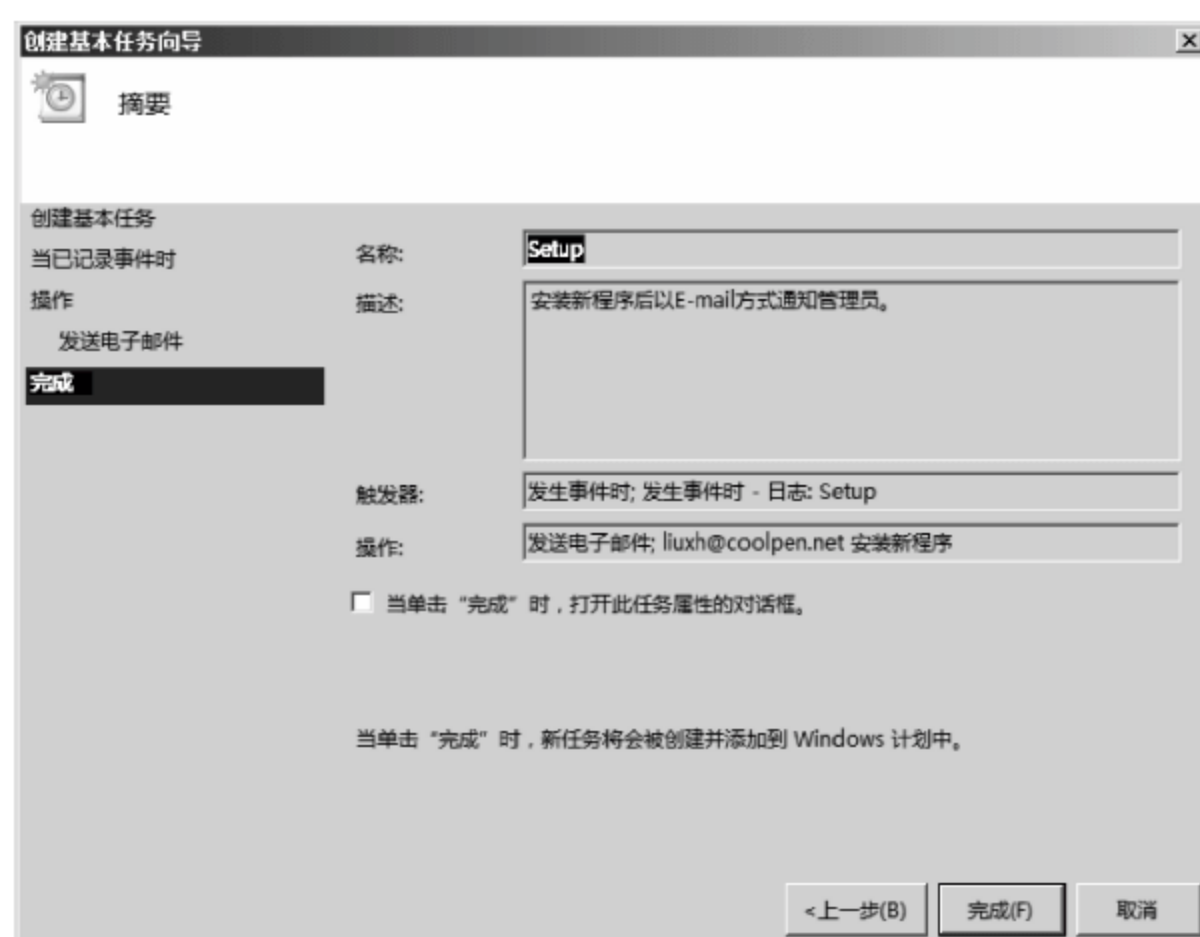 创建基本任务向导
摘要
创建基本任务
当已记录事件时
操作
发送电子邮件
完成
名称: Setup
描述: 安装新程序后以E-mail方式通知管理员。
触发器: 发生事件时; 发生事件时 - 日志: Setup
操作: 发送电子邮件; liuxh@coolpen.net 安装新程序
当单击“完成”时，打开此任务属性的对话框。
当单击“完成”时，新任务将会被创建并添加到 Windows 计划中。
<上一步(B) 完成(F) 取消